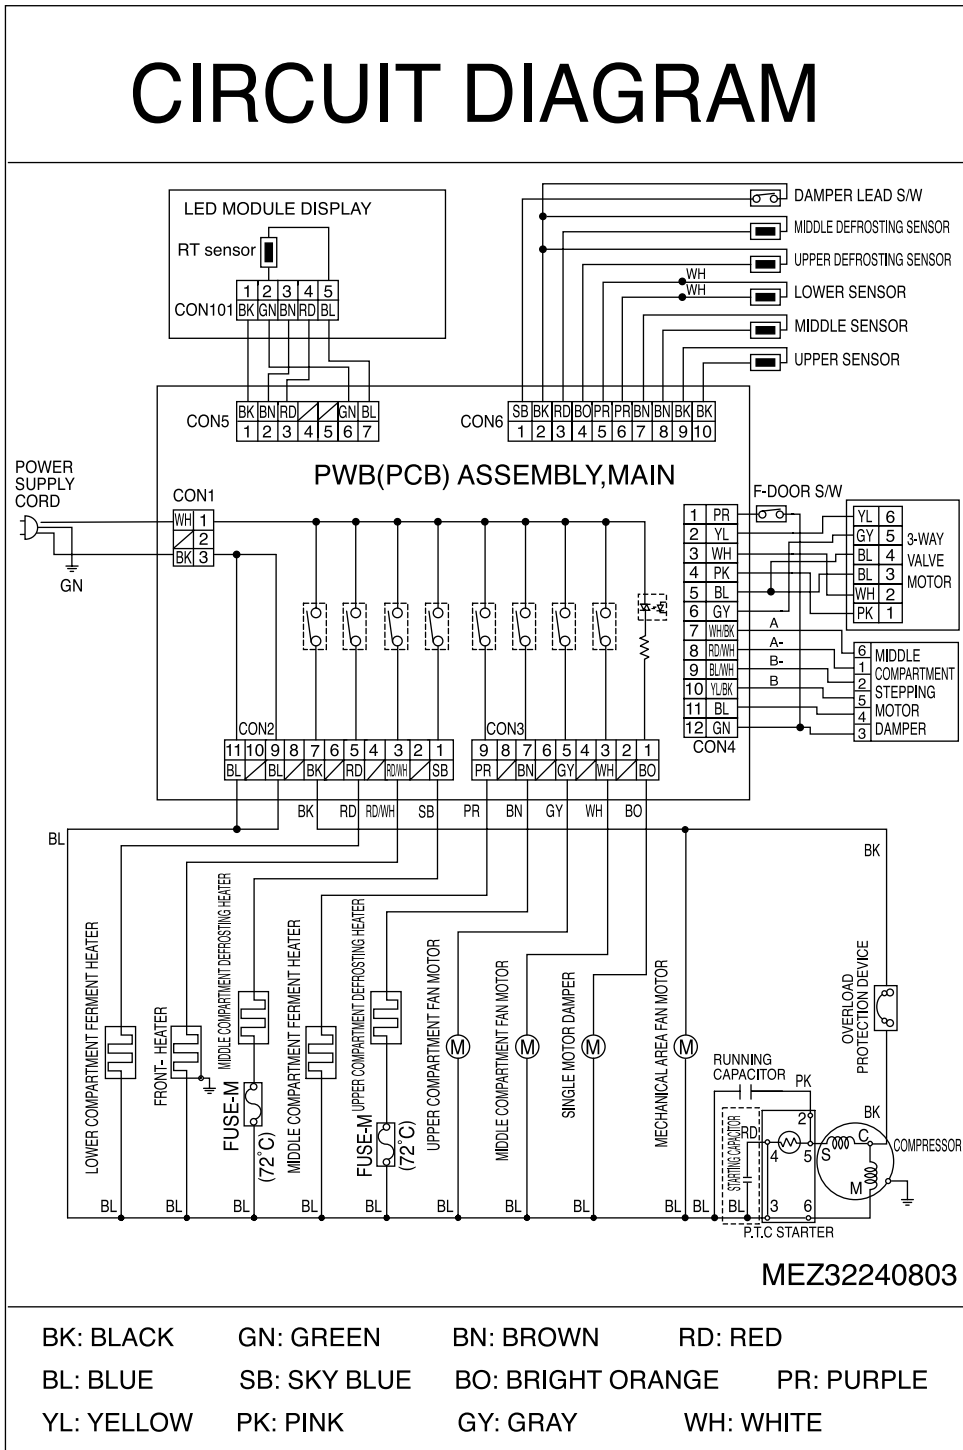 CIRCUIT DIAGRAM
LED MODULE DISPLAY
RT sensor
1 2 3 4 5
CON101 BK GN BN RD BL
DAMPER LEAD S/W
MIDDLE DEFROSTING SENSOR
UPPER DEFROSTING SENSOR
WH
WH
LOWER SENSOR
MIDDLE SENSOR
UPPER SENSOR
CON5
BK BN RD GN BL
1 2 3 4 5 6 7
CON6
SB BK RD BO PR PR BN BN BK BK
1 2 3 4 5 6 7 8 9 10
PWB(PCB) ASSEMBLY,MAIN
POWER
SUPPLY
CORD
GN
CON1
WH 1
2
BK 3
F-DOOR S/W
1 PR
2 YL
3 WH
4 PK
5 BL
6 GY
7 WH/BK
8 RD/WH
9 BL/WH
10 YL/BK
11 BL
12 GN
CON4
A
A-
B-
B
YL 6
GY 5
BL 4
BL 3
WH 2
PK 1
3-WAY
VALVE
MOTOR
6
1
2
5
4
3
MIDDLE
COMPARTMENT
STEPPING
MOTOR
DAMPER
CON2
11 10 9 8 7 6 5 4 3 2 1
BL BL BK RD RD/WH SB
CON3
9 8 7 6 5 4 3 2 1
PR BN GY WH BO
BK RD RD/WH SB PR BN GY WH BO
BL
BK
LOWER COMPARTMENT FERMENT HEATER
FRONT- HEATER
MIDDLE COMPARTMENT DEFROSTING HEATER
FUSE-M
(72°C)
MIDDLE COMPARTMENT FERMENT HEATER
UPPER COMPARTMENT DEFROSTING HEATER
FUSE-M
(72°C)
UPPER COMPARTMENT FAN MOTOR
M
MIDDLE COMPARTMENT FAN MOTOR
M
SINGLE MOTOR DAMPER
M
MECHANICAL AREA FAN MOTOR
M
OVERLOAD
PROTECTION DEVICE
RUNNING
CAPACITOR
PK
BK
STARTING CAPACITOR
RD
2
4
5
3
6
S
C
M
COMPRESSOR
P.T.C STARTER
BL BL BL BL BL BL BL BL BL BL BL
MEZ32240803
BK: BLACK GN: GREEN BN: BROWN RD: RED
BL: BLUE SB: SKY BLUE BO: BRIGHT ORANGE PR: PURPLE
YL: YELLOW PK: PINK GY: GRAY WH: WHITE